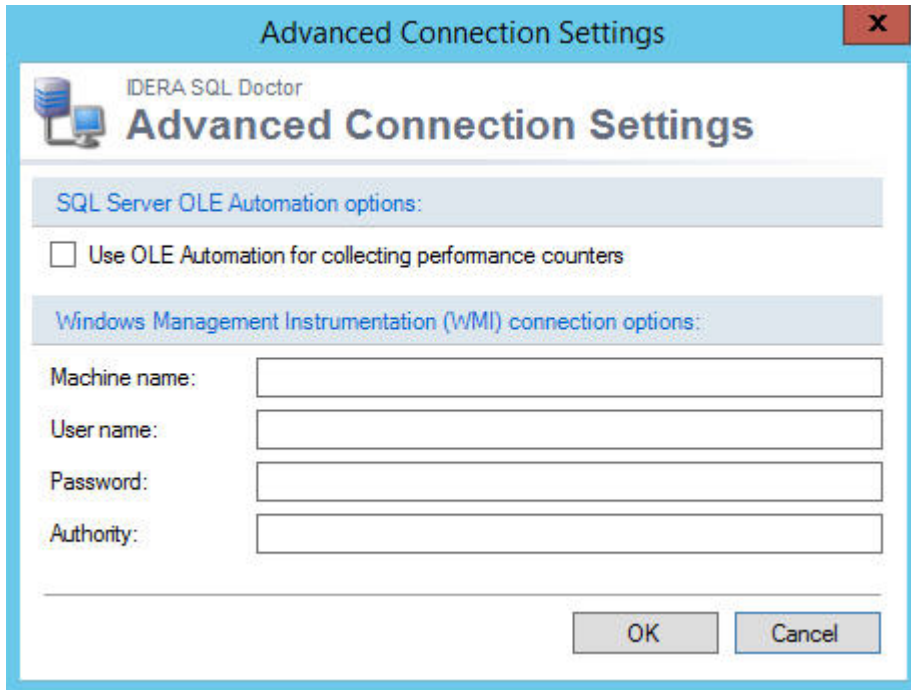 Advanced Connection Settings
X
IDERA SQL Doctor
Advanced Connection Settings
SQL Server OLE Automation options:
Use OLE Automation for collecting performance counters
Windows Management Instrumentation (WMI) connection options:
Machine name:
User name:
Password:
Authority:
OK Cancel